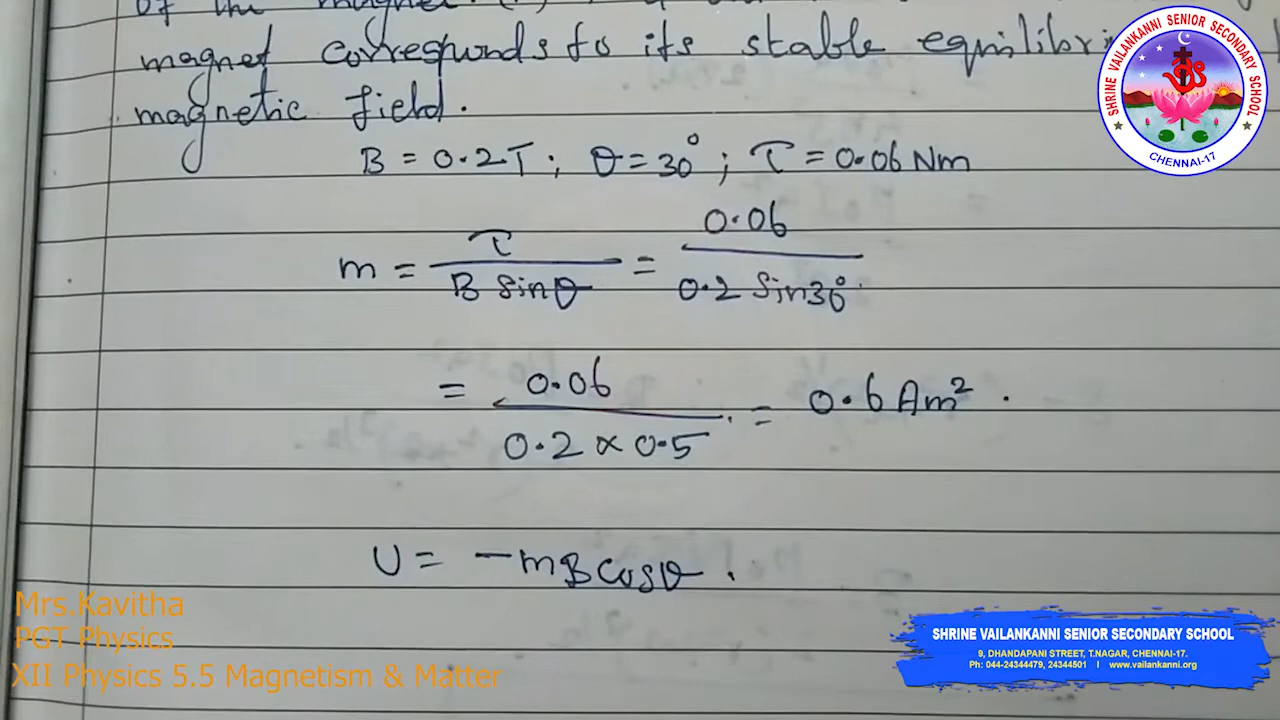 of the magnet.
magnet corresponds to its stable
magnetic field.
B = 0.2T ; θ = 30° ; τ = 0.06 Nm
m = τ / B sinθ = 0.06 / 0.2 sin30°
= 0.06 / 0.2 × 0.5 = 0.6 Am² .
U = -mBcosθ .
SHRINE VAILANKANNI SENIOR SECONDARY SCHOOL
CHENNAI-17
Mrs.Kavitha
PGT Physics
XII Physics 5.5 Magnetism & Matter
SHRINE VAILANKANNI SENIOR SECONDARY SCHOOL
9, DHANDAPANI STREET, T.NAGAR, CHENNAI-17.
Ph: 044-24344479, 24344501 | www.vailankanni.org